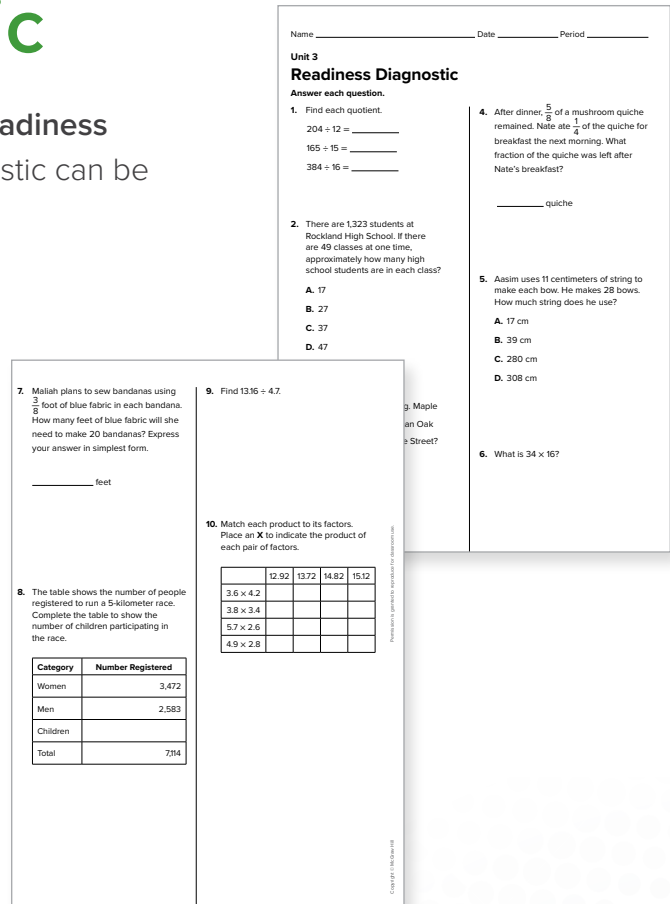 c
adiness
stic can be
Name Date Period
Unit 3
Readiness Diagnostic
Answer each question.
1. Find each quotient.
204 ÷ 12 =
165 ÷ 15 =
384 ÷ 16 =
2. There are 1,323 students at
Rockland High School. If there
are 49 classes at one time,
approximately how many high
school students are in each class?
A. 17
B. 27
C. 37
D. 47
g. Maple
an Oak
e Street?
4. After dinner, 5/8 of a mushroom quiche
remained. Nate ate 1/4 of the quiche for
breakfast the next morning. What
fraction of the quiche was left after
Nate's breakfast?
quiche
5. Aasim uses 11 centimeters of string to
make each bow. He makes 28 bows.
How much string does he use?
A. 17 cm
B. 39 cm
C. 280 cm
D. 308 cm
6. What is 34 × 16?
7. Maliah plans to sew bandanas using
3/8 foot of blue fabric in each bandana.
How many feet of blue fabric will she
need to make 20 bandanas? Express
your answer in simplest form.
feet
8. The table shows the number of people
registered to run a 5-kilometer race.
Complete the table to show the
number of children participating in
the race.
Category Number Registered
Women 3,472
Men 2,583
Children
Total 7,114
9. Find 13.16 ÷ 4.7.
10. Match each product to its factors.
Place an X to indicate the product of
each pair of factors.
12.92 13.72 14.82 15.12
3.6 × 4.2
3.8 × 3.4
5.7 × 2.6
4.9 × 2.8
Permission is granted to reproduce for classroom use.
Copyright © McGraw Hill